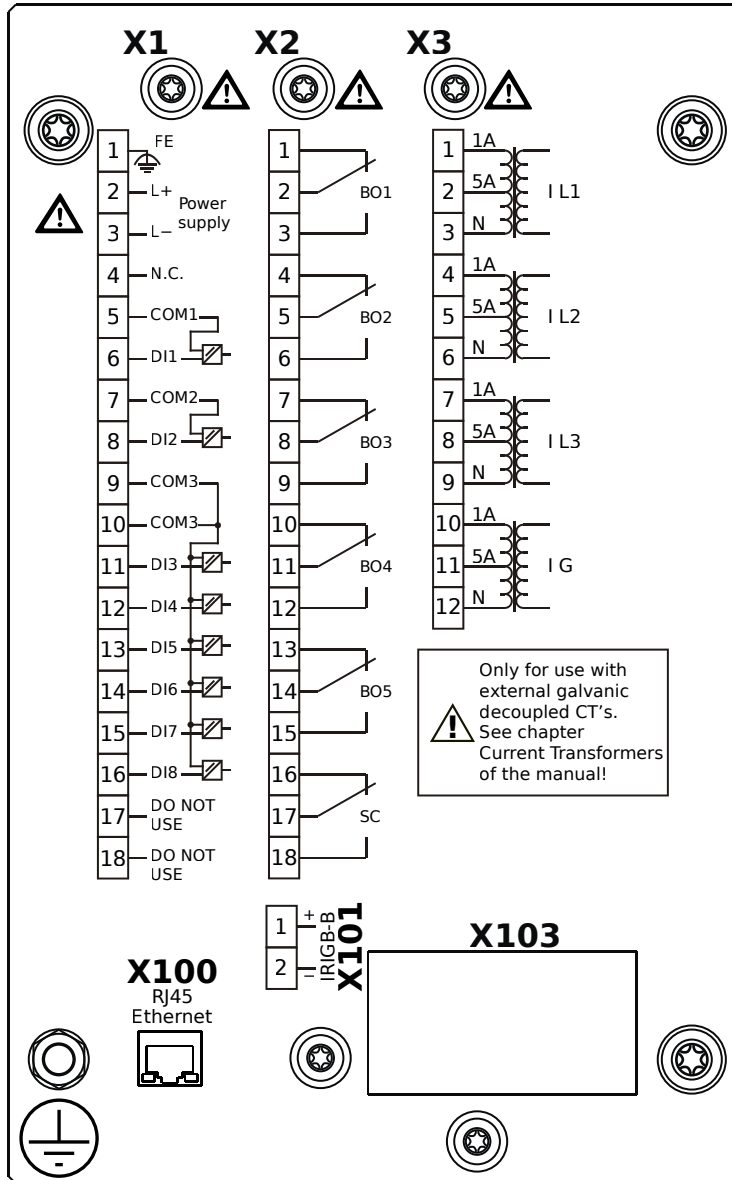 X1
X2
X3
1 FE
2 L+
Power
supply
3 L−
4 N.C.
5 COM1
6 DI1
7 COM2
8 DI2
9 COM3
10 COM3
11 DI3
12 DI4
13 DI5
14 DI6
15 DI7
16 DI8
17 DO NOT
USE
18 DO NOT
USE
1
2 BO1
3
4
5 BO2
6
7
8 BO3
9
10
11 BO4
12
13
14 BO5
15
16
17 SC
18
1 1A
2 5A I L1
3 N
4 1A
5 5A I L2
6 N
7 1A
8 5A I L3
9 N
10 1A
11 5A I G
12 N
Only for use with
external galvanic
decoupled CT's.
See chapter
Current Transformers
of the manual!
1 +
2 −
IRIGB-B
X101
X103
X100
RJ45
Ethernet